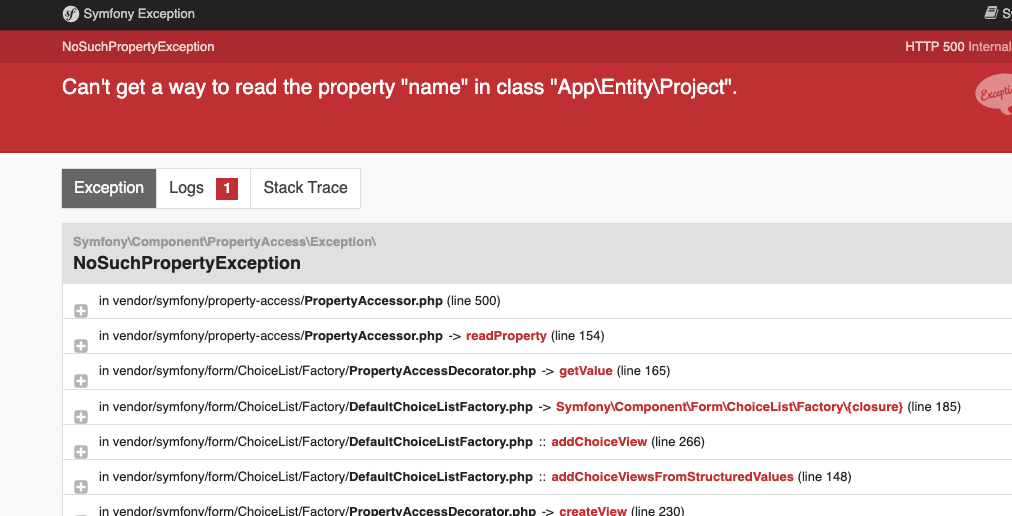 Symfony Exception
NoSuchPropertyException HTTP 500 Internal
Can't get a way to read the property "name" in class "App\Entity\Project".
Exception Logs 1 Stack Trace
Symfony\Component\PropertyAccess\Exception\
NoSuchPropertyException
in vendor/symfony/property-access/PropertyAccessor.php (line 500)
in vendor/symfony/property-access/PropertyAccessor.php -> readProperty (line 154)
in vendor/symfony/form/ChoiceList/Factory/PropertyAccessDecorator.php -> getValue (line 165)
in vendor/symfony/form/ChoiceList/Factory/DefaultChoiceListFactory.php -> Symfony\Component\Form\ChoiceList\Factory\{closure} (line 185)
in vendor/symfony/form/ChoiceList/Factory/DefaultChoiceListFactory.php :: addChoiceView (line 266)
in vendor/symfony/form/ChoiceList/Factory/DefaultChoiceListFactory.php :: addChoiceViewsFromStructuredValues (line 148)
in vendor/symfony/form/ChoiceList/Factory/PropertyAccessDecorator.php -> createView (line 230)